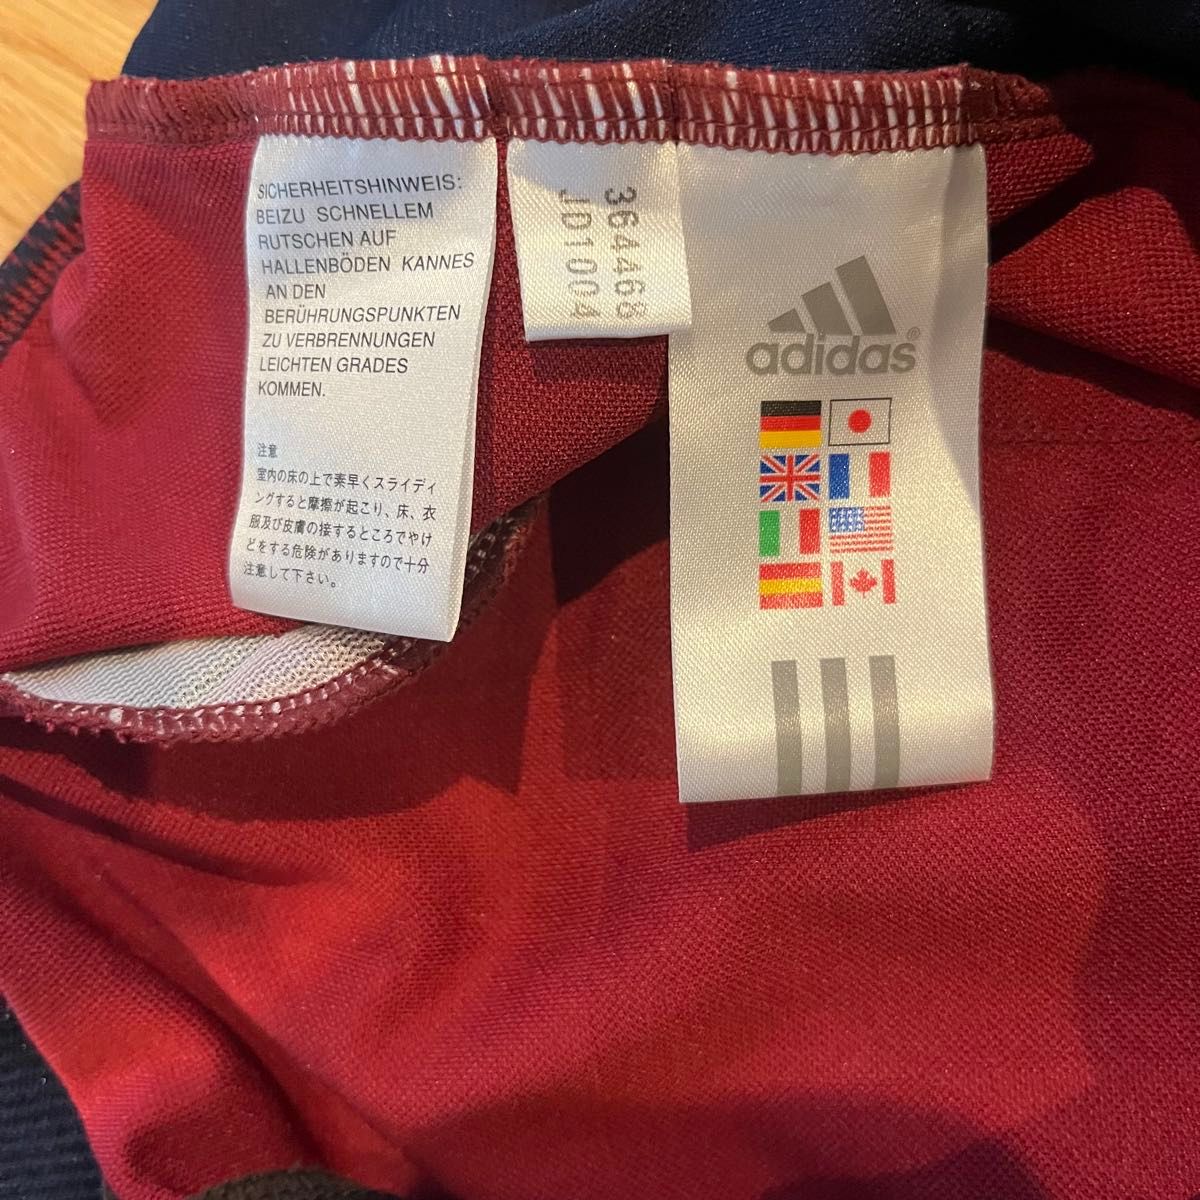 SICHERHEITSHINWEIS:
BEIZU SCHNELLEM
RUTSCHEN AUF
HALLENBÖDEN KANNES
AN DEN
BERÜHRUNGSPUNKTEN
ZU VERBRENNUNGEN
LEICHTEN GRADES
KOMMEN.
注意
室内の床の上で素早くスライディ
ングすると摩擦が起こり、床、衣
服及び皮膚の接するところでやけ
どをする危険がありますので十分
注意して下さい。
364468
JD1004
adidas®